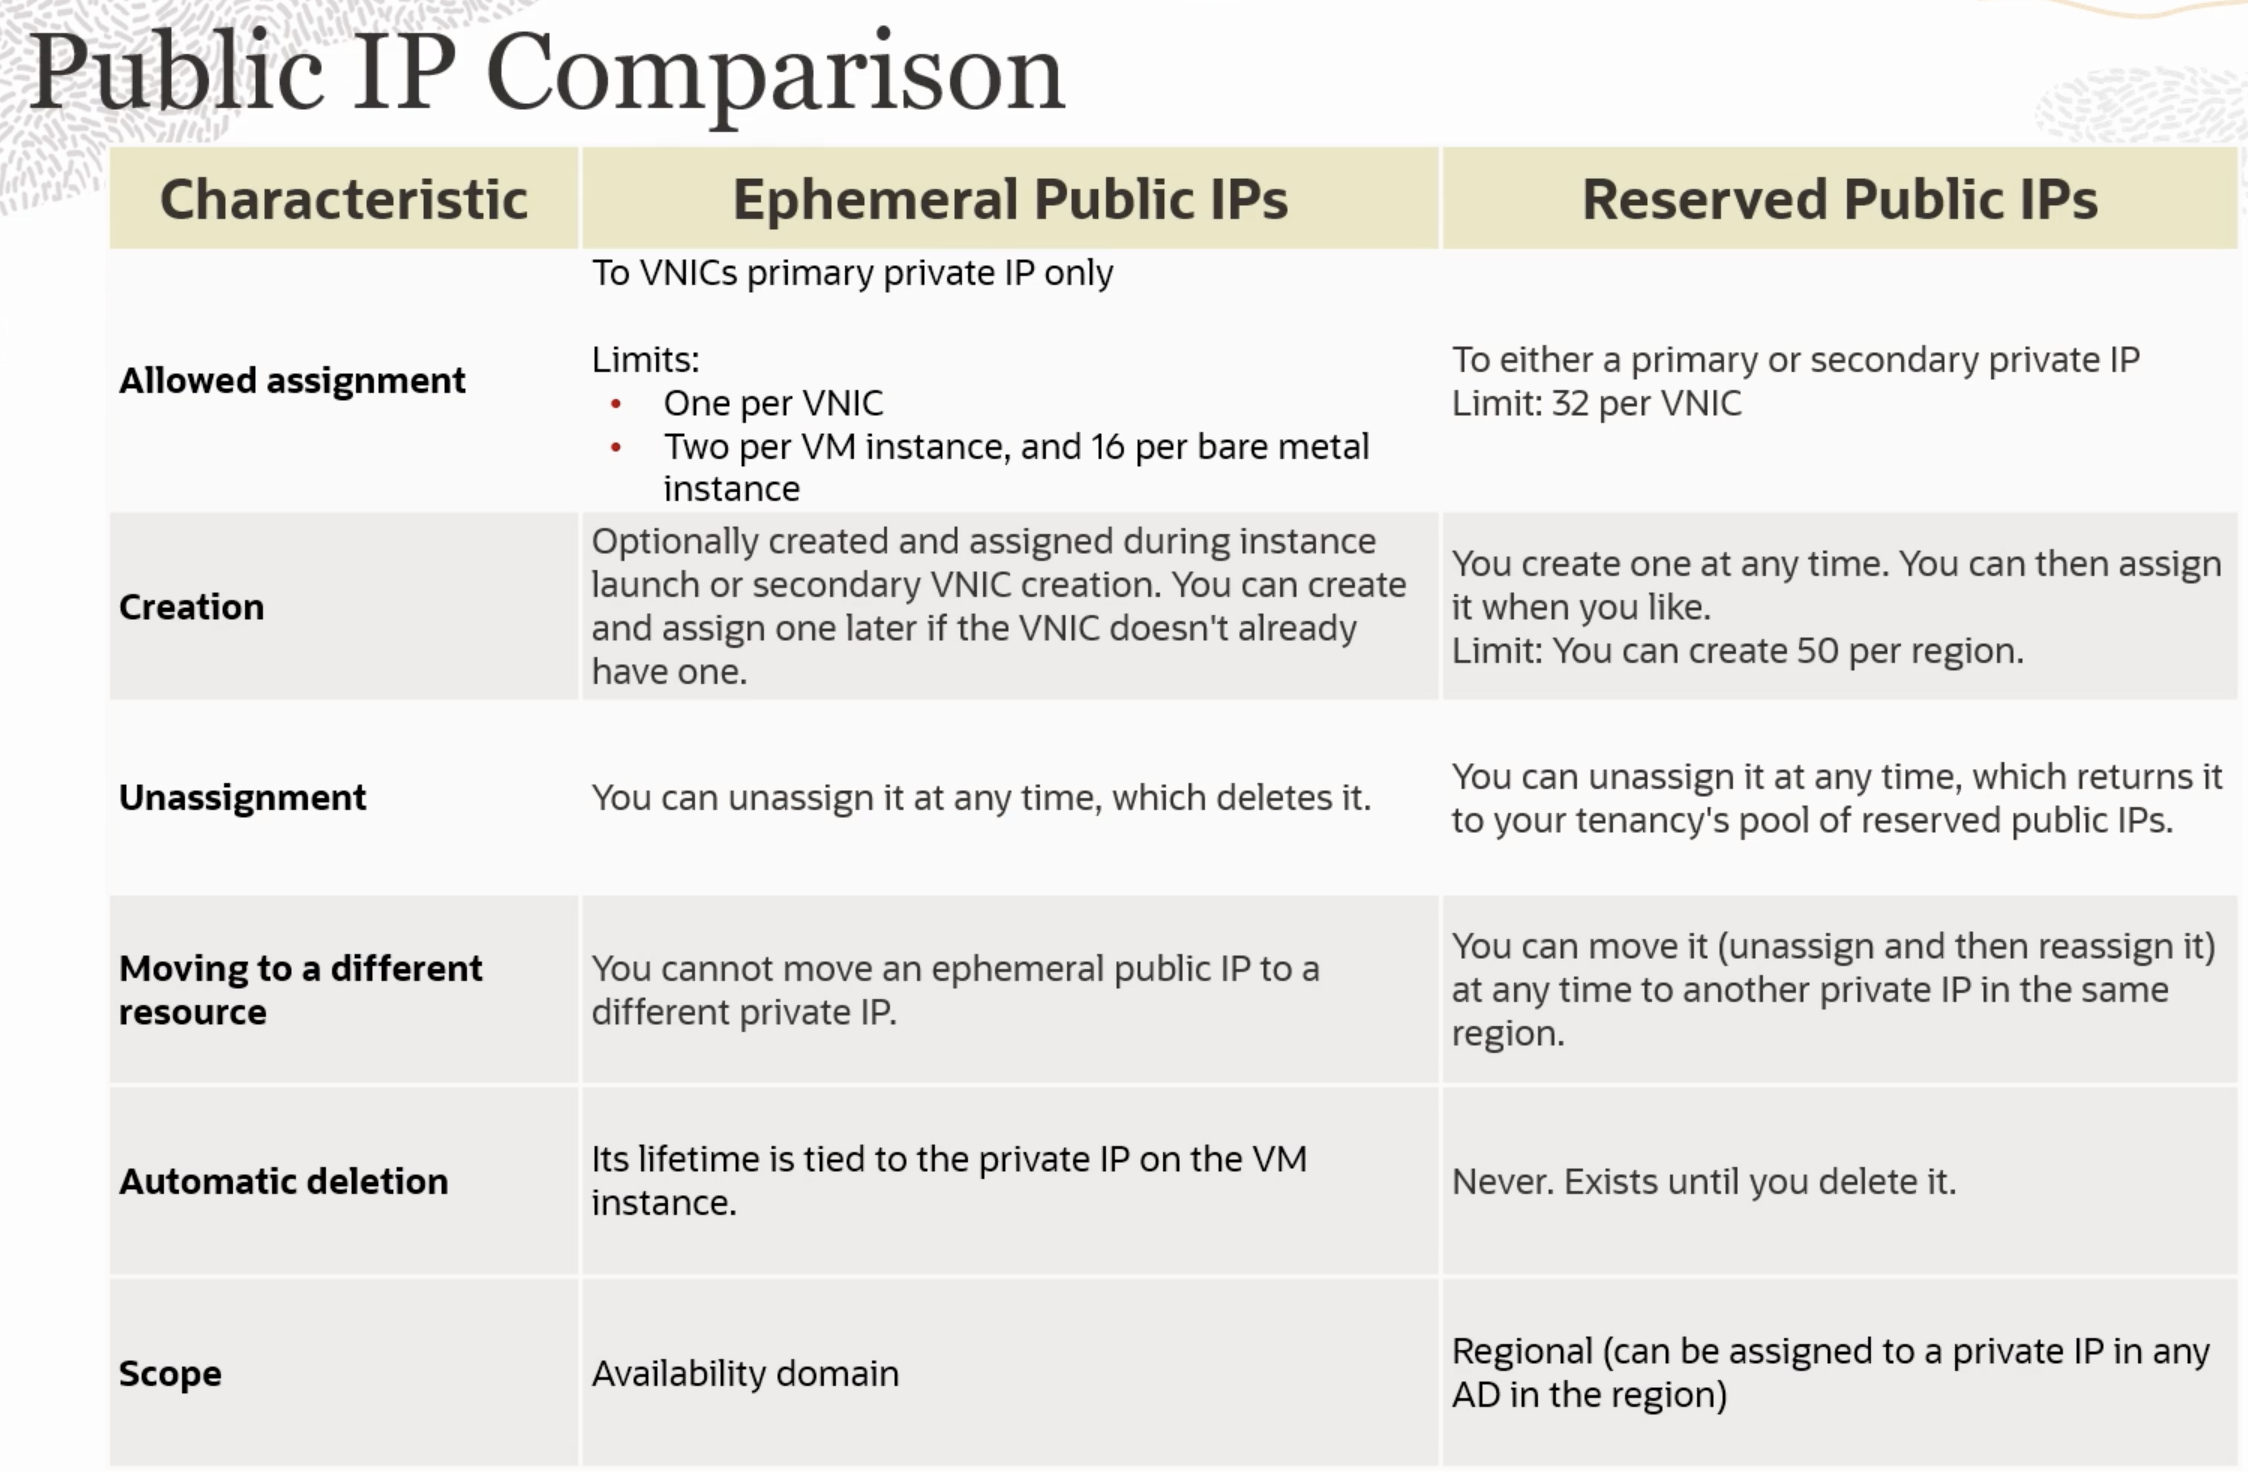 Public IP Comparison
Characteristic
Ephemeral Public IPs
Reserved Public IPs
Allowed assignment
To VNICs primary private IP only
Limits:
• One per VNIC
• Two per VM instance, and 16 per bare metal
instance
To either a primary or secondary private IP
Limit: 32 per VNIC
Creation
Optionally created and assigned during instance
launch or secondary VNIC creation. You can create
and assign one later if the VNIC doesn't already
have one.
You create one at any time. You can then assign
it when you like.
Limit: You can create 50 per region.
Unassignment
You can unassign it at any time, which deletes it.
You can unassign it at any time, which returns it
to your tenancy's pool of reserved public IPs.
Moving to a different
resource
You cannot move an ephemeral public IP to a
different private IP.
You can move it (unassign and then reassign it)
at any time to another private IP in the same
region.
Automatic deletion
Its lifetime is tied to the private IP on the VM
instance.
Never. Exists until you delete it.
Scope
Availability domain
Regional (can be assigned to a private IP in any
AD in the region)